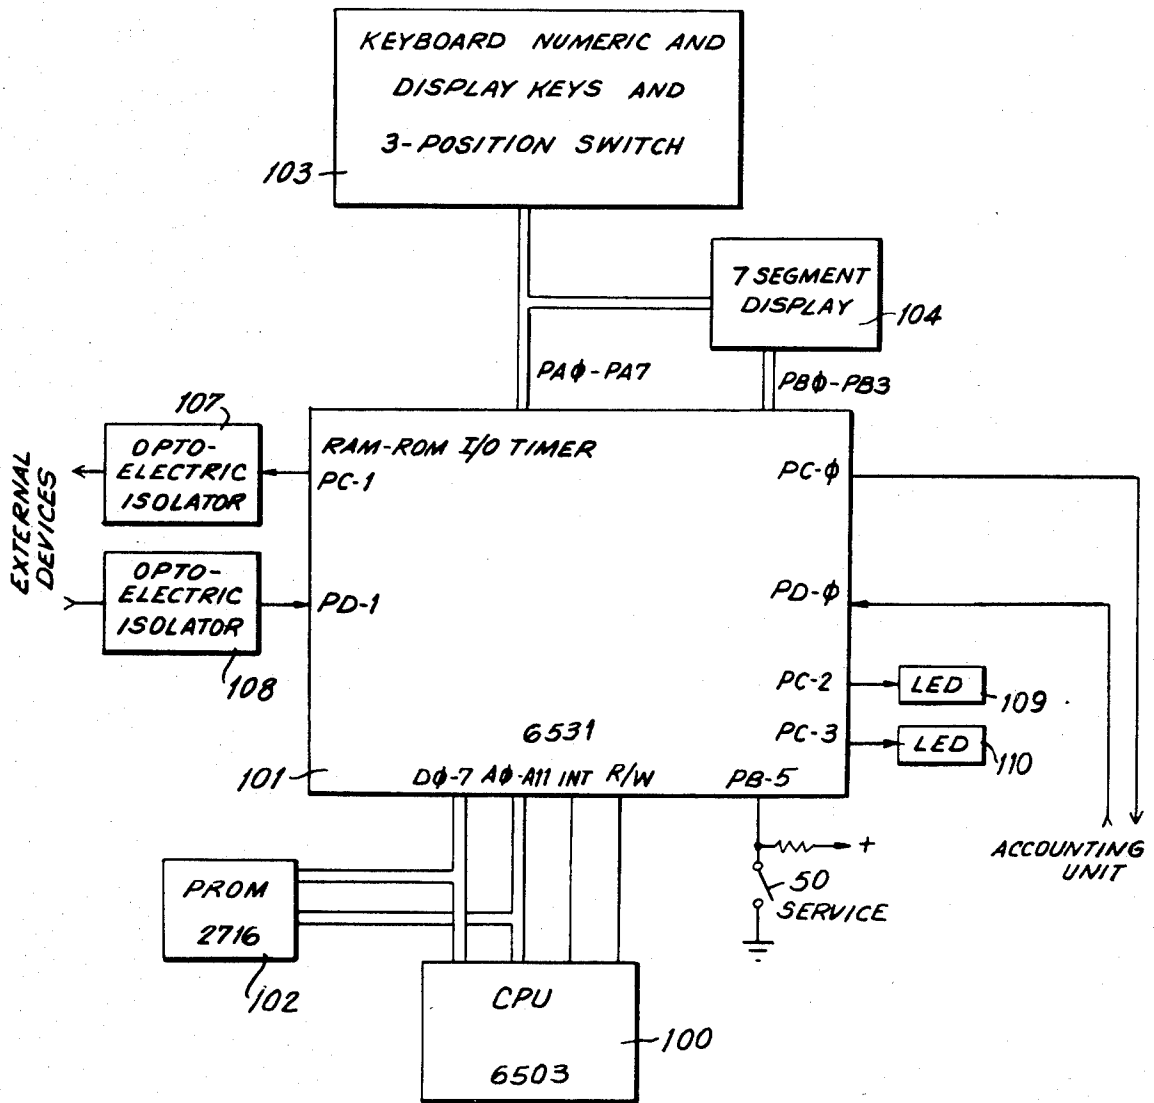 KEYBOARD NUMERIC AND
DISPLAY KEYS AND
3-POSITION SWITCH
103
7 SEGMENT
DISPLAY
104
PAϕ-PA7
PBϕ-PB3
107
OPTO-
ELECTRIC
ISOLATOR
EXTERNAL
DEVICES
OPTO-
ELECTRIC
ISOLATOR
108
RAM-ROM I/O TIMER
PC-1
PC-ϕ
PD-1
PD-ϕ
PC-2
LED
109
PC-3
LED
110
6531
101
Dϕ-7 Aϕ-A11 INT R/W PB-5
+
50
SERVICE
ACCOUNTING
UNIT
PROM
2716
102
CPU
6503
100